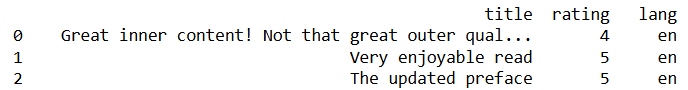 title rating lang
0 Great inner content! Not that great outer qual... 4 en
1 Very enjoyable read 5 en
2 The updated preface 5 en